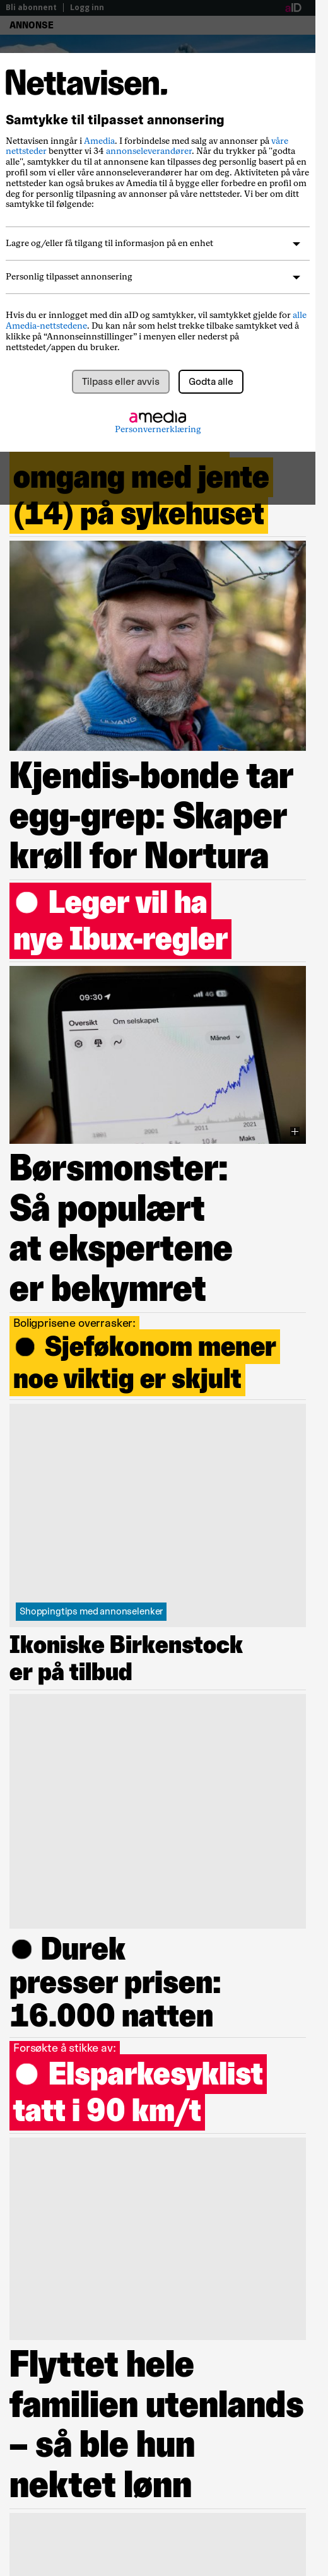 Bli abonnent | Logg inn
aID
ANNONSE
Nettavisen.
Samtykke til tilpasset annonsering
Nettavisen inngår i Amedia. I forbindelse med salg av annonser på våre
nettsteder benytter vi 34 annonseleverandører. Når du trykker på "godta
alle", samtykker du til at annonsene kan tilpasses deg personlig basert på en
profil som vi eller våre annonseleverandører har om deg. Aktiviteten på våre
nettsteder kan også brukes av Amedia til å bygge eller forbedre en profil om
deg for personlig tilpasning av annonser på våre nettsteder. Vi ber om ditt
samtykke til følgende:
Lagre og/eller få tilgang til informasjon på en enhet
Personlig tilpasset annonsering
Hvis du er innlogget med din aID og samtykker, vil samtykket gjelde for alle
Amedia-nettstedene. Du kan når som helst trekke tilbake samtykket ved å
klikke på “Annonseinnstillinger” i menyen eller nederst på
nettstedet/appen du bruker.
Tilpass eller avvis
Godta alle
amedia
Personvernerklæring
omgang med jente
(14) på sykehuset
Kjendis-bonde tar
egg-grep: Skaper
krøll for Nortura
Leger vil ha
nye Ibux-regler
09:30
4G
Oversikt
Om selskapet
Måned
1991
2001
2011
2021
10 år
Maks
Børsmonster:
Så populært
at ekspertene
er bekymret
Boligprisene overrasker:
Sjeføkonom mener
noe viktig er skjult
Shoppingtips med annonselenker
Ikoniske Birkenstock
er på tilbud
Durek
presser prisen:
16.000 natten
Forsøkte å stikke av:
Elsparkesyklist
tatt i 90 km/t
Flyttet hele
familien utenlands
– så ble hun
nektet lønn